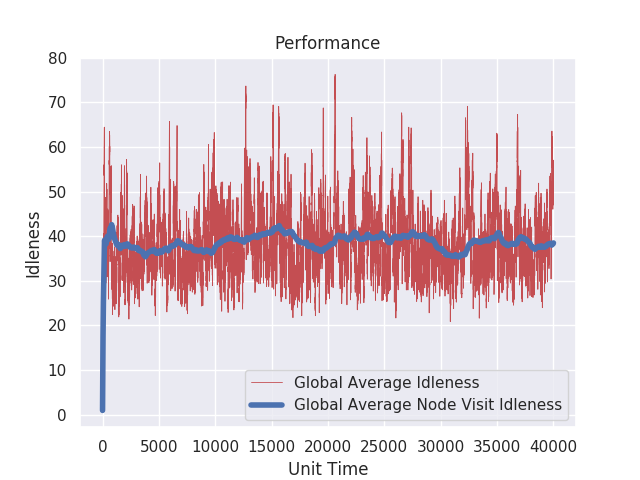 Performance
Idleness
80
70
60
50
40
30
20
10
0
Global Average Idleness
Global Average Node Visit Idleness
0 5000 10000 15000 20000 25000 30000 35000 40000
Unit Time